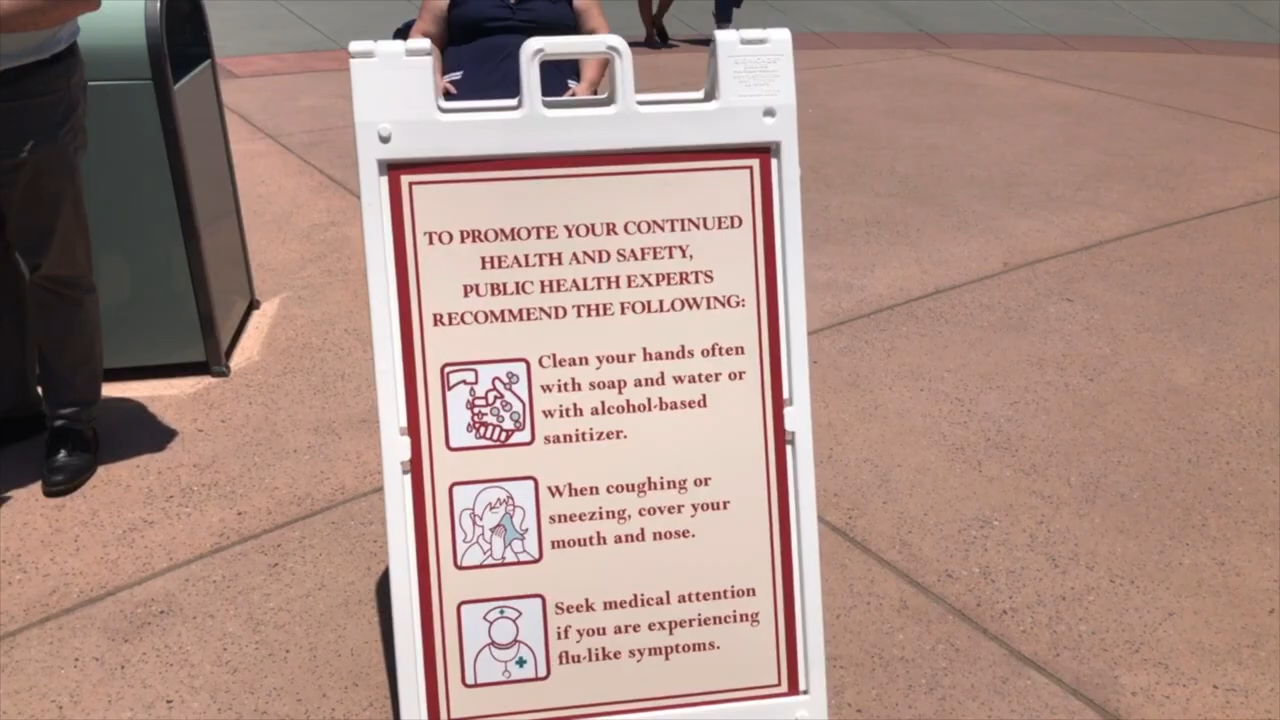 TO PROMOTE YOUR CONTINUED
HEALTH AND SAFETY,
PUBLIC HEALTH EXPERTS
RECOMMEND THE FOLLOWING:
Clean your hands often
with soap and water or
with alcohol-based
sanitizer.
When coughing or
sneezing, cover your
mouth and nose.
Seek medical attention
if you are experiencing
flu-like symptoms.